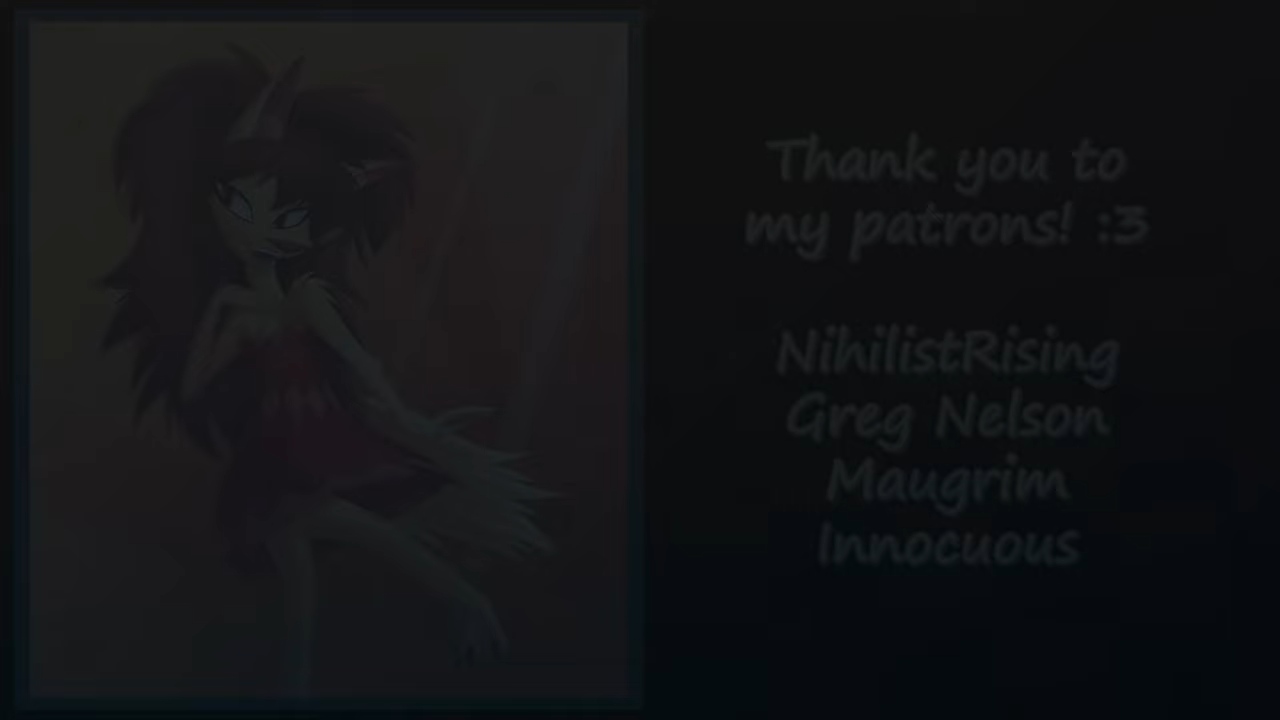 Thank you to
my patrons! :3
NihilistRising
Greg Nelson
Maugrim
Innocuous